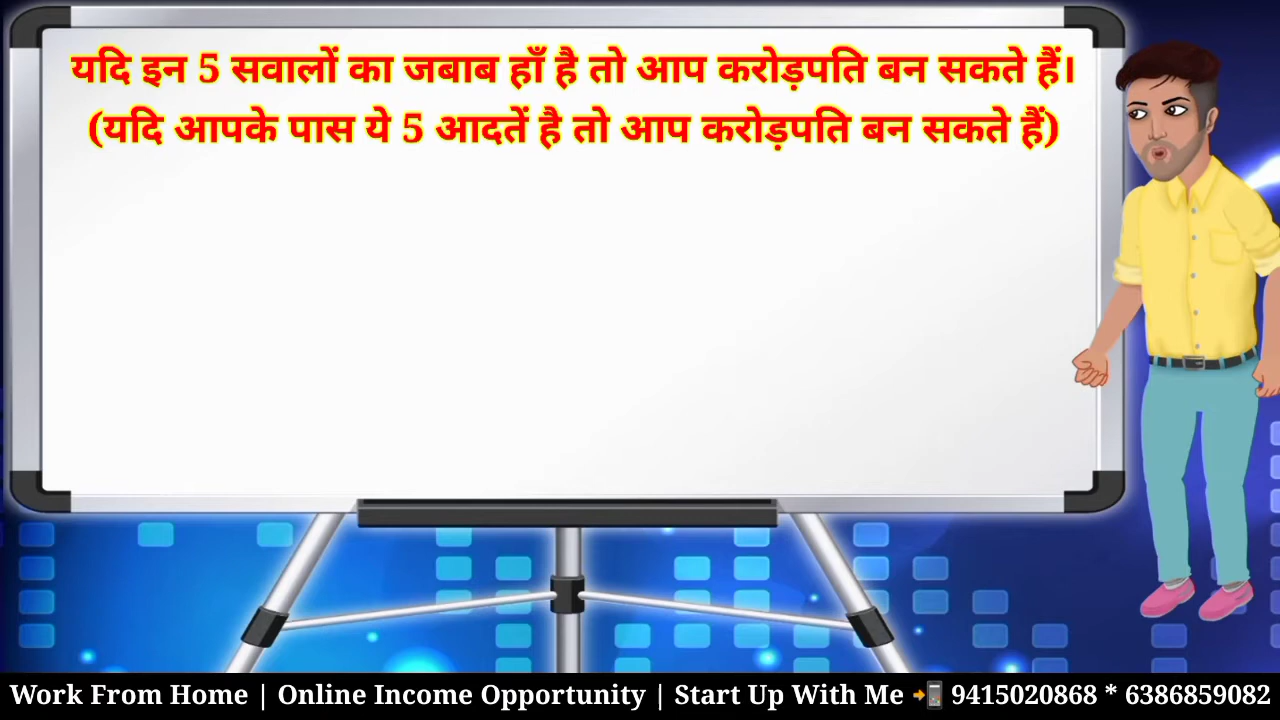 यदि इन 5 सवालों का जबाब हाँ है तो आप करोड़पति बन सकते हैं।
(यदि आपके पास ये 5 आदतें है तो आप करोड़पति बन सकते हैं)
Work From Home | Online Income Opportunity | Start Up With Me 📲 9415020868 * 6386859082